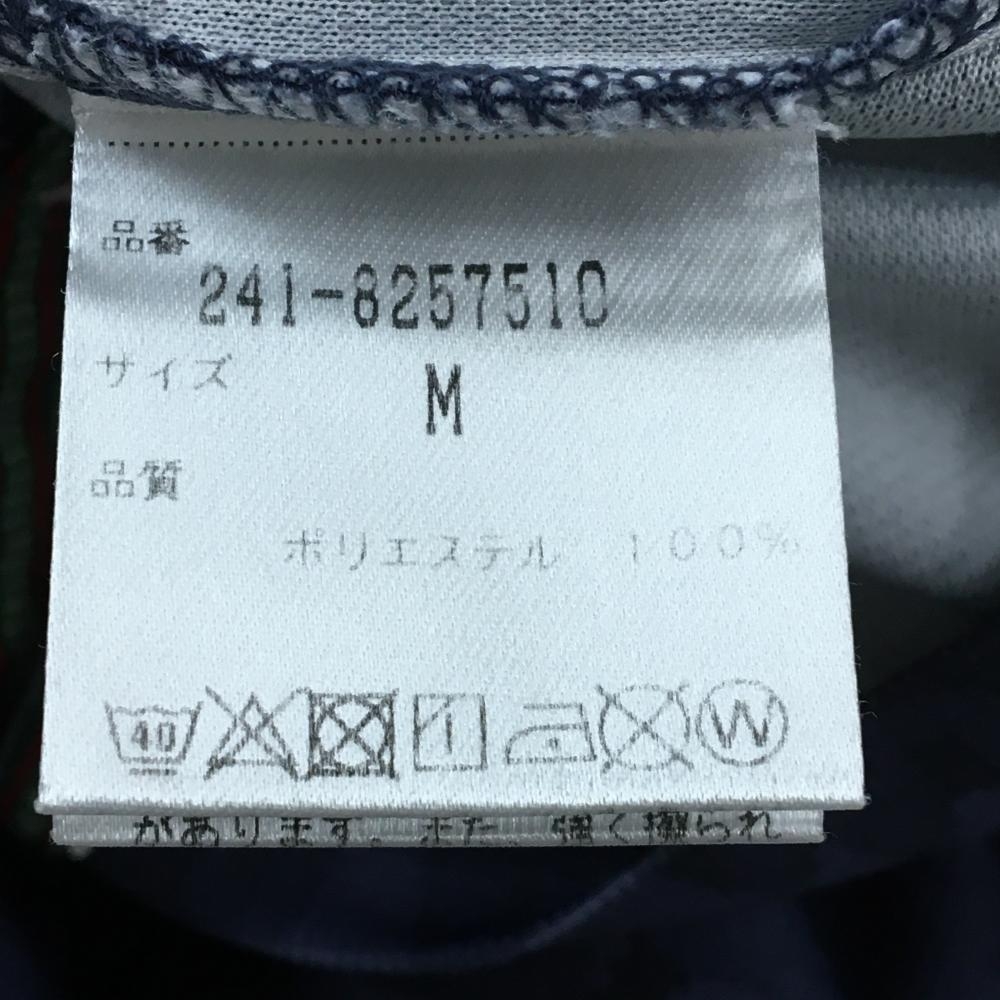 品番
241-8257510
サイズ
M
品質
ポリエステル 100%
40 W
があります。また、強く擦られ